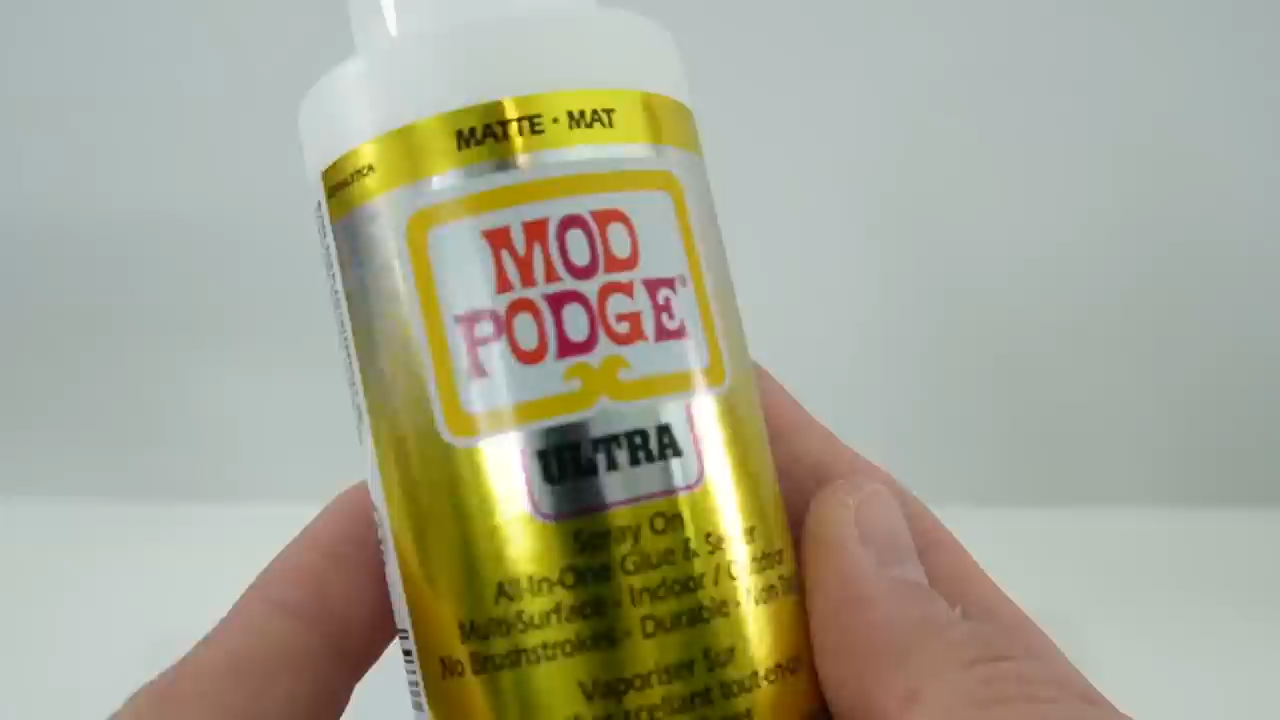 MATTE • MAT
MOD
PODGE
ULTRA
Spray On
All-In-One Glue & Sealer
Multi-Surface • Indoor / Outdoor
No Brushstrokes • Durable • Non
Vaporiser Sur